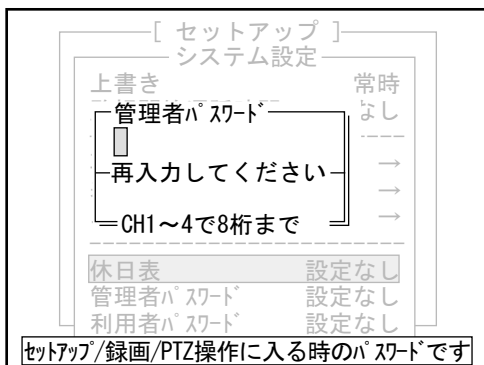 [ セットアップ ]
システム設定
上書き 常時
なし
管理者ﾊﾟｽﾜｰﾄﾞ
再入力してください
→
→
→
CH1～4で8桁まで
休日表 設定なし
管理者ﾊﾟｽﾜｰﾄﾞ 設定なし
利用者ﾊﾟｽﾜｰﾄﾞ 設定なし
ｾｯﾄｱｯﾌﾟ/録画/PTZ操作に入る時のﾊﾟｽﾜｰﾄﾞです